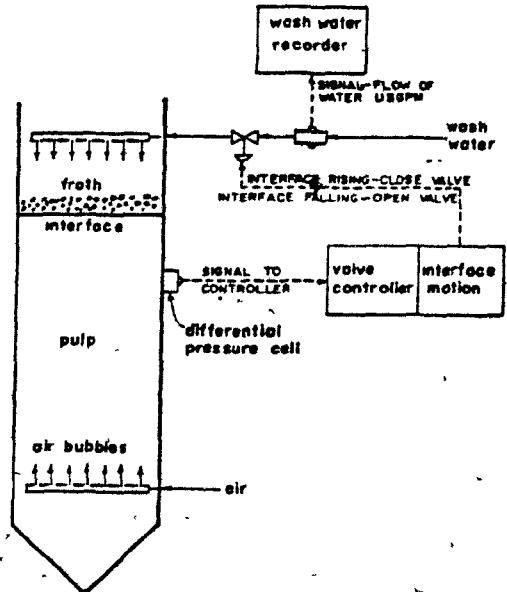 wash water
recorder
SIGNAL-FLOW OF
WATER USGPM
wash
water
INTERFACE RISING-CLOSE VALVE
INTERFACE FALLING-OPEN VALVE
froth
interface
SIGNAL TO
CONTROLLER
valve
controller
interface
motion
differential
pressure cell
pulp
air bubbles
air